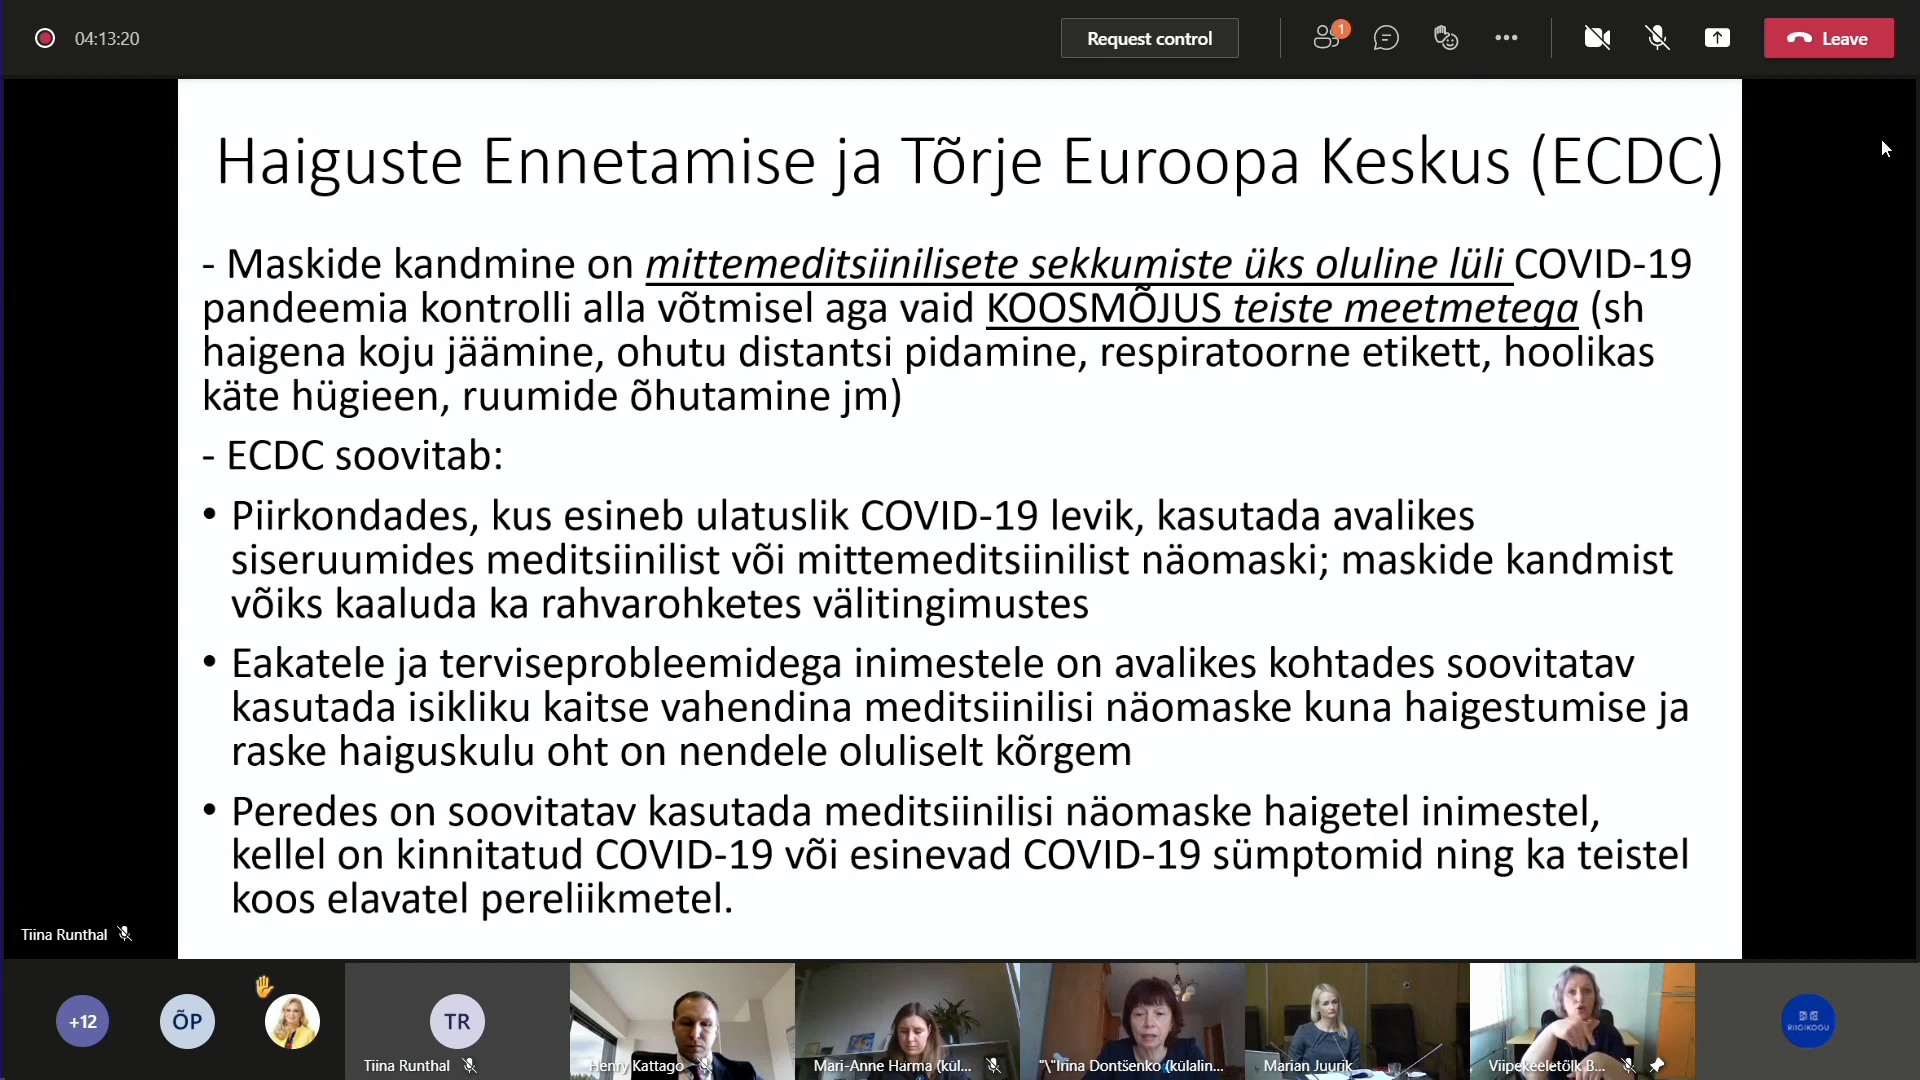 04:13:20
Request control
1
Leave
Haiguste Ennetamise ja Tõrje Euroopa Keskus (ECDC)
- Maskide kandmine on mittemeditsiinilisete sekkumiste üks oluline lüli COVID-19
pandeemia kontrolli alla võtmisel aga vaid KOOSMÕJUS teiste meetmetega (sh
haigena koju jäämine, ohutu distantsi pidamine, respiratoorne etikett, hoolikas
käte hügieen, ruumide õhutamine jm)
- ECDC soovitab:
• Piirkondades, kus esineb ulatuslik COVID-19 levik, kasutada avalikes
siseruumides meditsiinilist või mittemeditsiinilist näomaski; maskide kandmist
võiks kaaluda ka rahvarohketes välitingimustes
• Eakatele ja terviseprobleemidega inimestele on avalikes kohtades soovitatav
kasutada isikliku kaitse vahendina meditsiinilisi näomaske kuna haigestumise ja
raske haiguskulu oht on nendele oluliselt kõrgem
• Peredes on soovitatav kasutada meditsiinilisi näomaske haigetel inimestel,
kellel on kinnitatud COVID-19 või esinevad COVID-19 sümptomid ning ka teistel
koos elavatel pereliikmetel.
Tiina Runthal
+12
ÕP
TR
Tiina Runthal
Henry Kattago
Mari-Anne Harma (kül...
"\"Irina Dontšenko (külalin...
Marian Juurik
Viipekeeletõlk B...
RIIGIKOGU